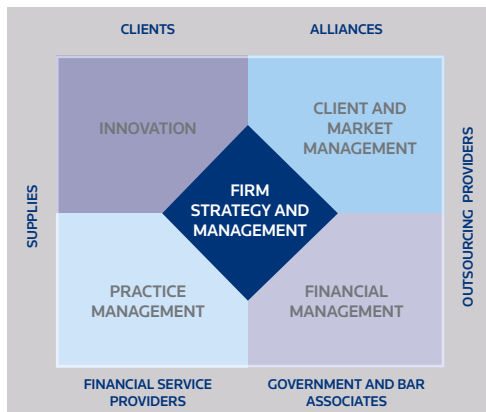 CLIENTS
ALLIANCES
INNOVATION
CLIENT AND
MARKET
MANAGEMENT
SUPPLIES
FIRM
STRATEGY AND
MANAGEMENT
OUTSOURCING PROVIDERS
PRACTICE
MANAGEMENT
FINANCIAL
MANAGEMENT
FINANCIAL SERVICE
PROVIDERS
GOVERNMENT AND BAR
ASSOCIATES